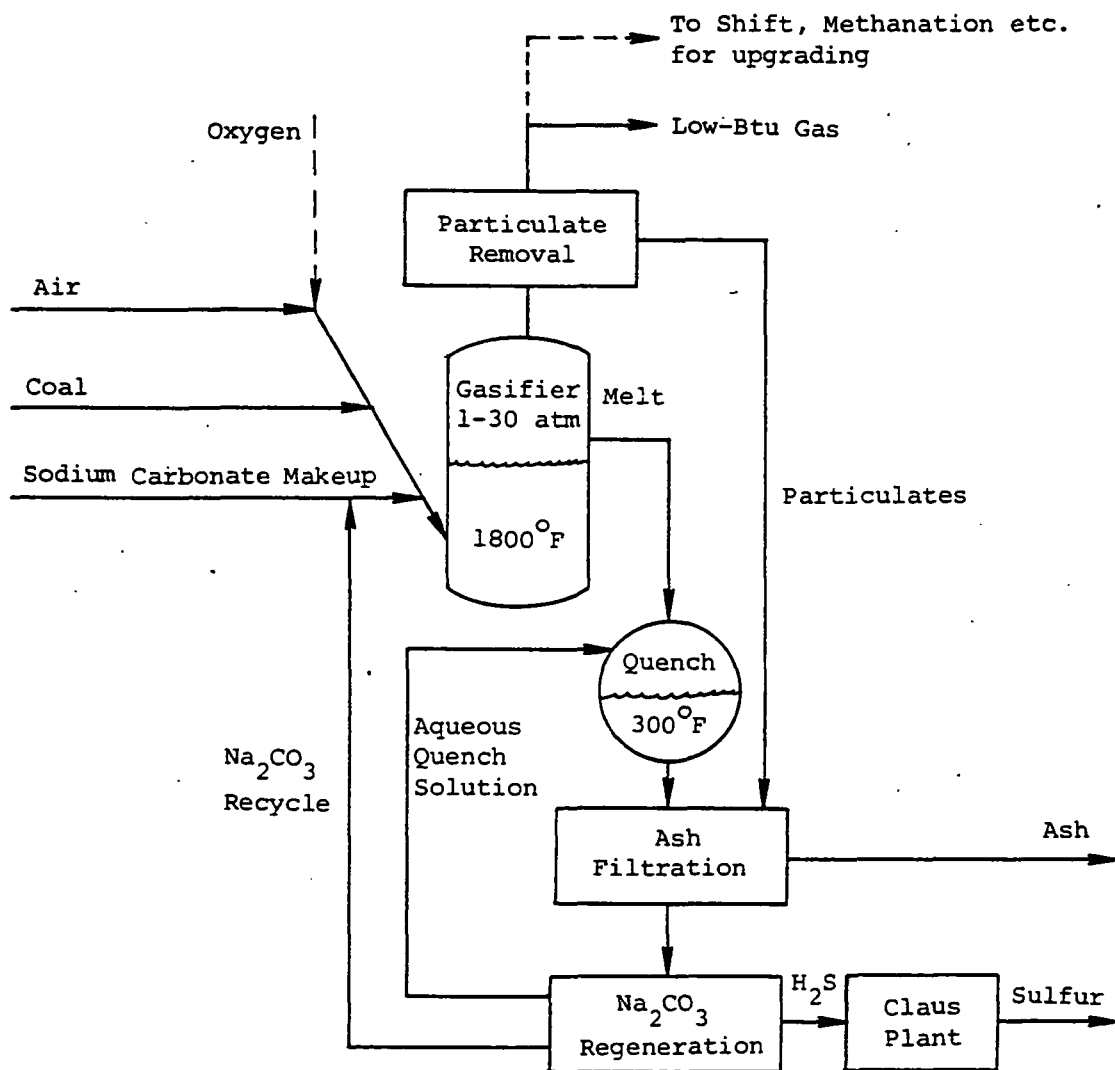 To Shift, Methanation etc.
for upgrading
Oxygen
Low-Btu Gas
Particulate
Removal
Air
Gasifier
1-30 atm
Melt
Coal
Sodium Carbonate Makeup
Particulates
1800°F
Quench
300°F
Aqueous
Quench
Solution
Na₂CO₃
Recycle
Ash
Filtration
Ash
H₂S
Na₂CO₃
Regeneration
Claus
Plant
Sulfur